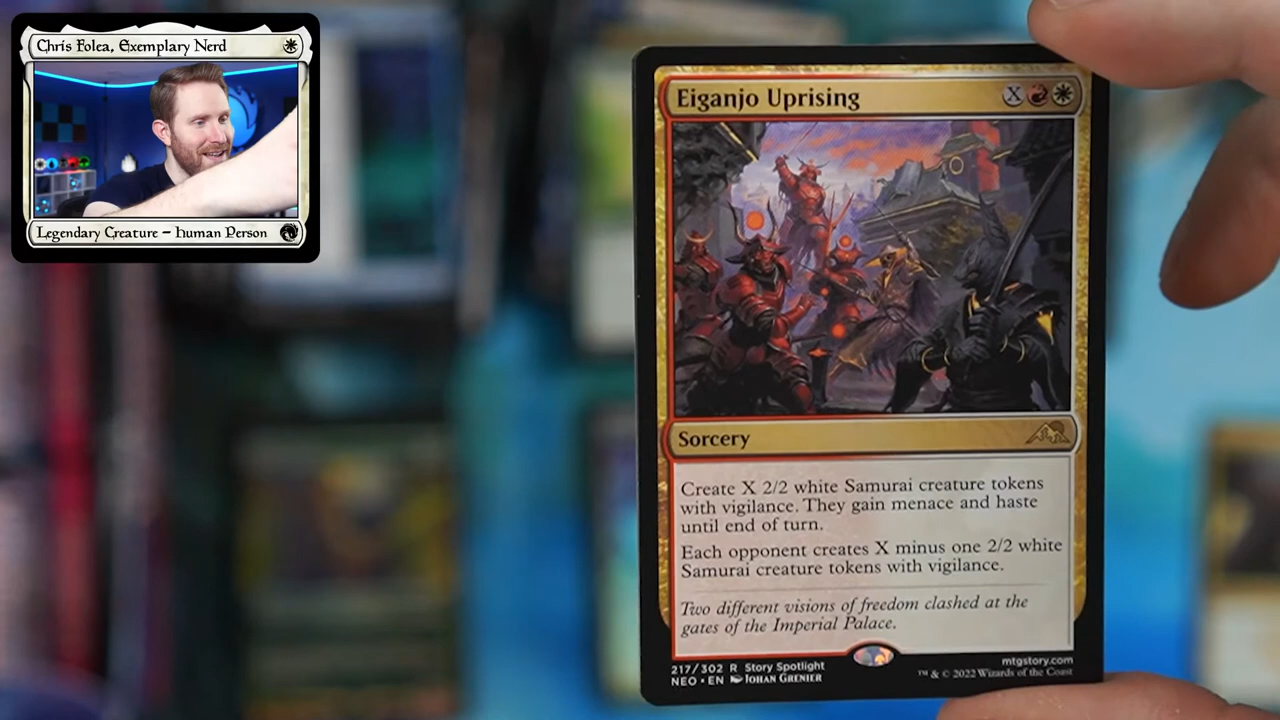 Chris Folea, Exemplary Nerd
Legendary Creature – Human Person
Eiganjo Uprising
X
Sorcery
Create X 2/2 white Samurai creature tokens
with vigilance. They gain menace and haste
until end of turn.
Each opponent creates X minus one 2/2 white
Samurai creature tokens with vigilance.
Two different visions of freedom clashed at the
gates of the Imperial Palace.
217/302 R Story Spotlight
NEO • EN Johan Grenier
mtgstory.com
™ & © 2022 Wizards of the Coast